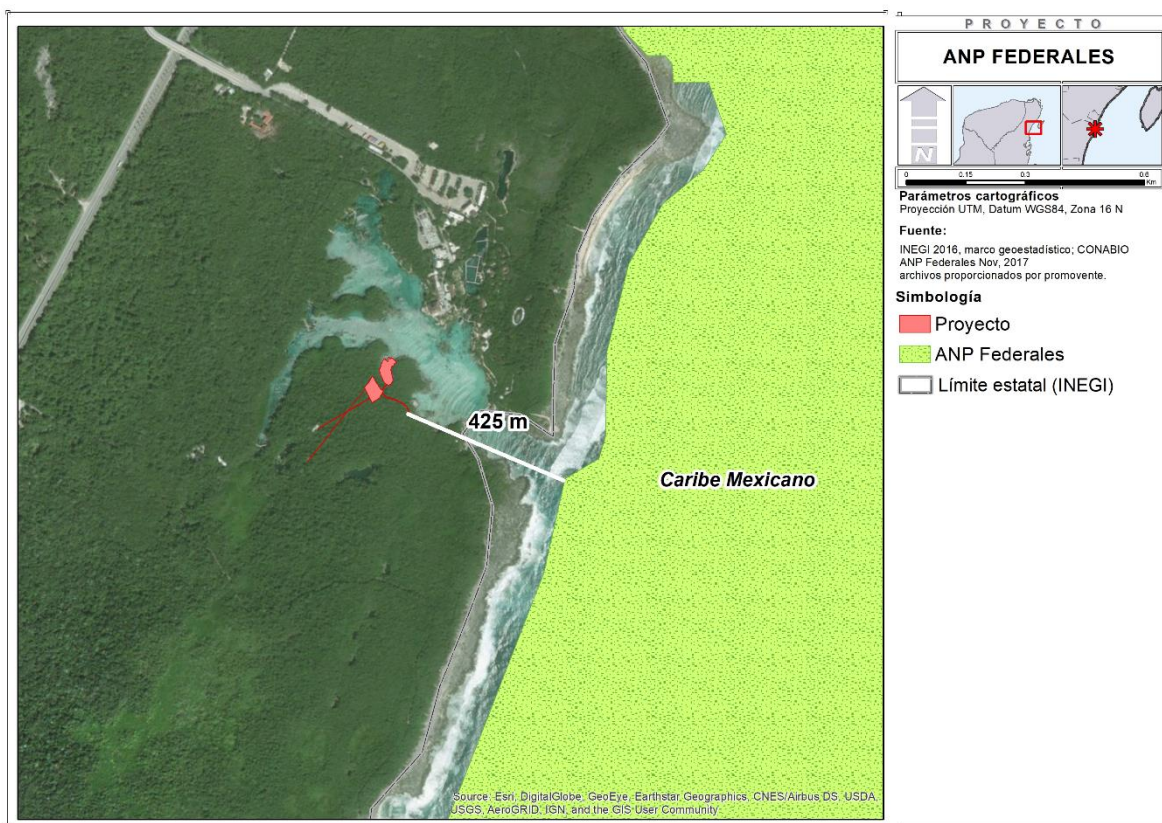 425 m
Caribe Mexicano
Source: Esri, DigitalGlobe, GeoEye, Earthstar Geographics, CNES/Airbus DS, USDA,
USGS, AeroGRID, IGN, and the GIS User Community
PROYECTO
ANP FEDERALES
N
0 0.15 0.3 0.6
Km
Parámetros cartográficos
Proyección UTM, Datum WGS84, Zona 16 N
Fuente:
INEGI 2016, marco geoestadístico; CONABIO
ANP Federales Nov, 2017
archivos proporcionados por promovente.
Simbología
Proyecto
ANP Federales
Límite estatal (INEGI)